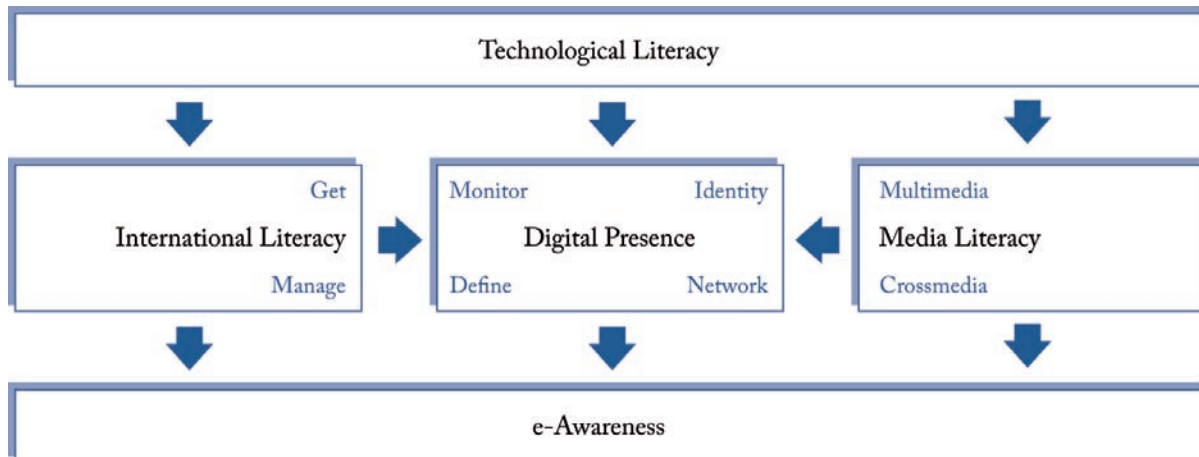 Technological Literacy
Get
International Literacy
Manage
Monitor Identity
Digital Presence
Define Network
Multimedia
Media Literacy
Crossmedia
e-Awareness